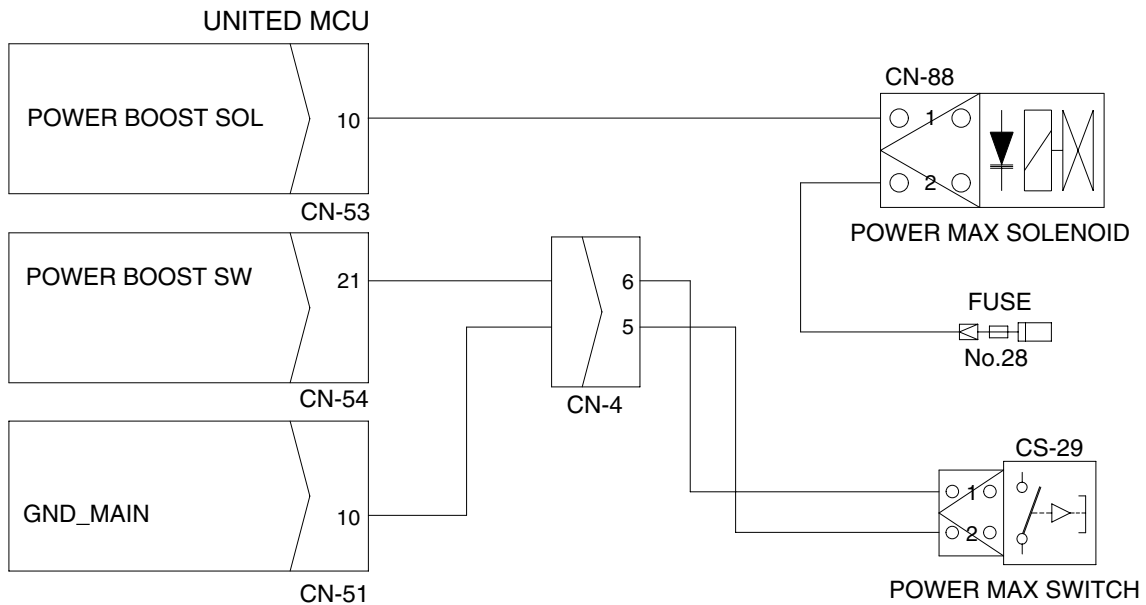 UNITED MCU
POWER BOOST SOL
10
CN-53
CN-88
1
2
POWER MAX SOLENOID
POWER BOOST SW
21
CN-54
6
5
CN-4
FUSE
No.28
GND_MAIN
10
CN-51
CS-29
1
2
POWER MAX SWITCH